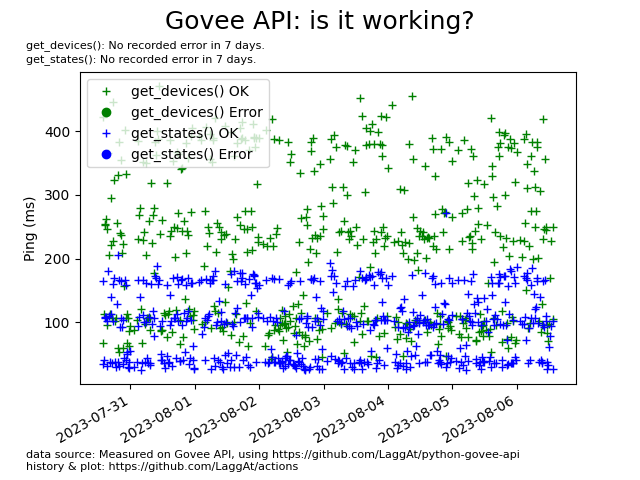 Govee API: is it working?
get_devices(): No recorded error in 7 days.
get_states(): No recorded error in 7 days.
get_devices() OK
get_devices() Error
get_states() OK
get_states() Error
Ping (ms)
400
300
200
100
2023-07-31
2023-08-01
2023-08-02
2023-08-03
2023-08-04
2023-08-05
2023-08-06
data source: Measured on Govee API, using https://github.com/LaggAt/python-govee-api
history & plot: https://github.com/LaggAt/actions